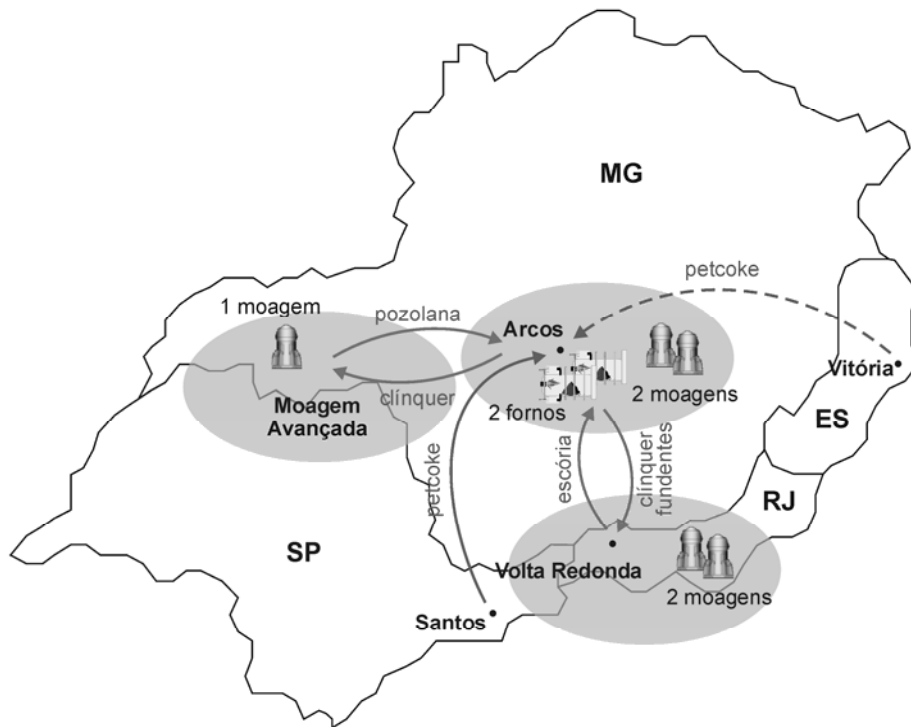 MG
petcoke
1 moagem
pozolana
Arcos
Vitória
clínquer
Moagem
Avançada
2 fornos
2 moagens
ES
petcoke
escória
clínquer
fundentes
RJ
SP
Volta Redonda
2 moagens
Santos